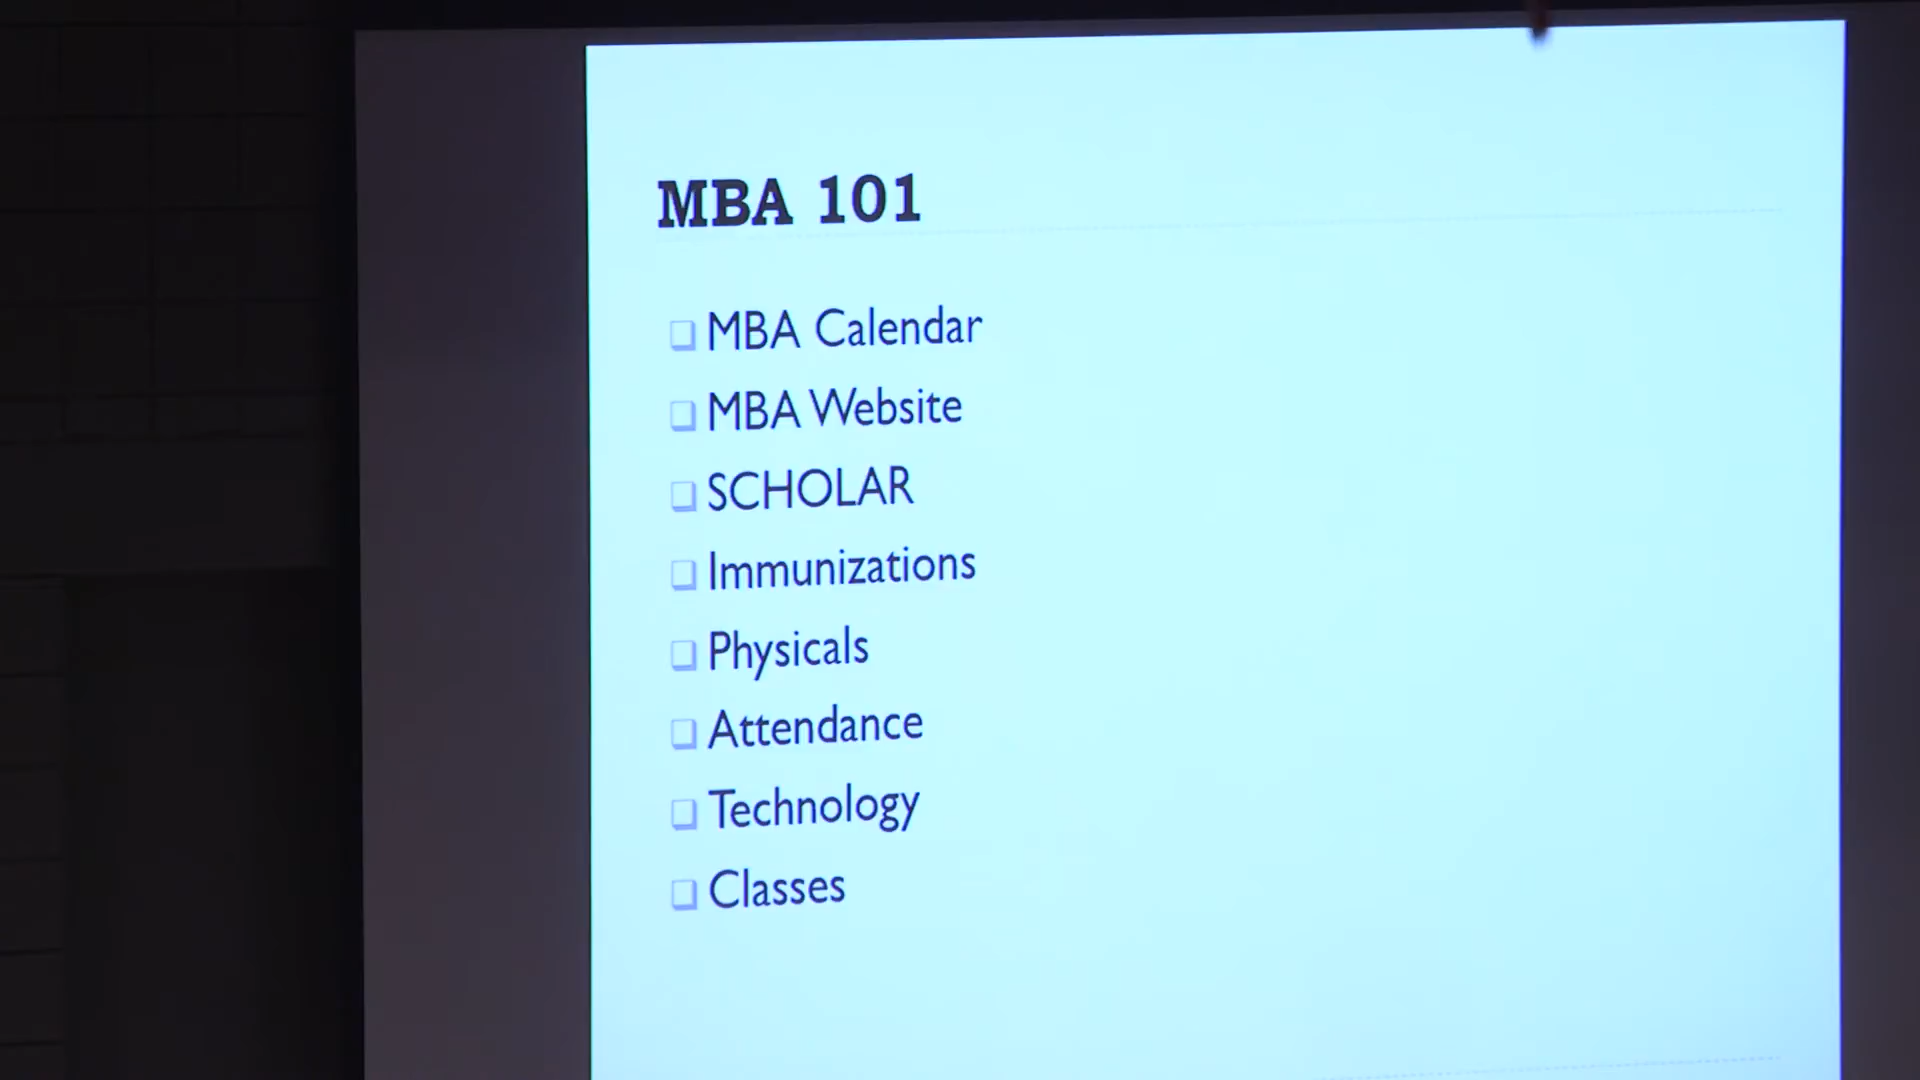 MBA 101
MBA Calendar
MBA Website
SCHOLAR
Immunizations
Physicals
Attendance
Technology
Classes